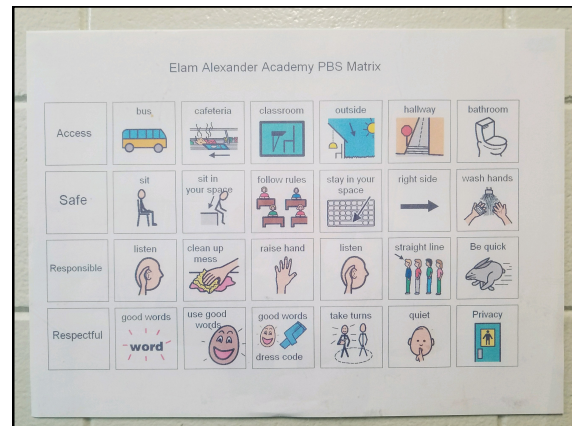 Elam Alexander Academy PBS Matrix
Access
bus
cafeteria
classroom
outside
hallway
bathroom
Safe
sit
sit in
your space
follow rules
stay in your
space
right side
wash hands
Responsible
listen
clean up
mess
raise hand
listen
straight line
Be quick
Respectful
good words
word
use good
words
good words
dress code
take turns
quiet
Privacy